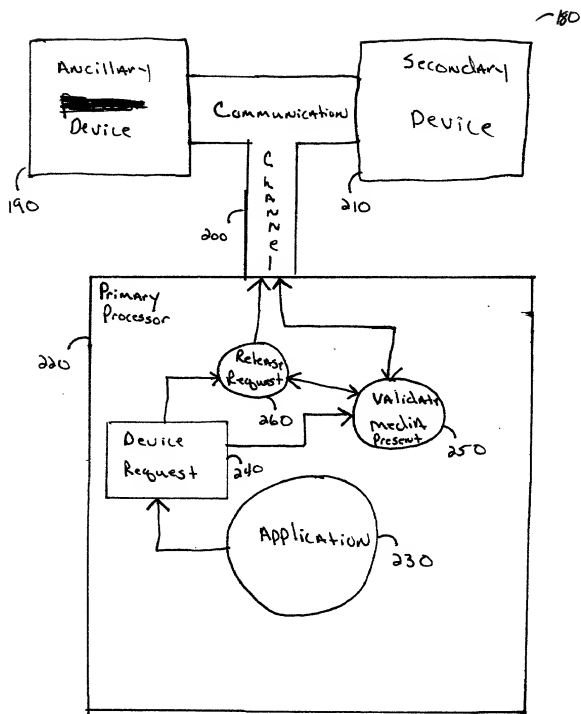 180
Ancillary
Device
Secondary
Device
Communication
Channel
190
200
210
Primary
Processor
220
Release
Request
260
Validate
Media
Present
250
Device
Request
240
Application
230